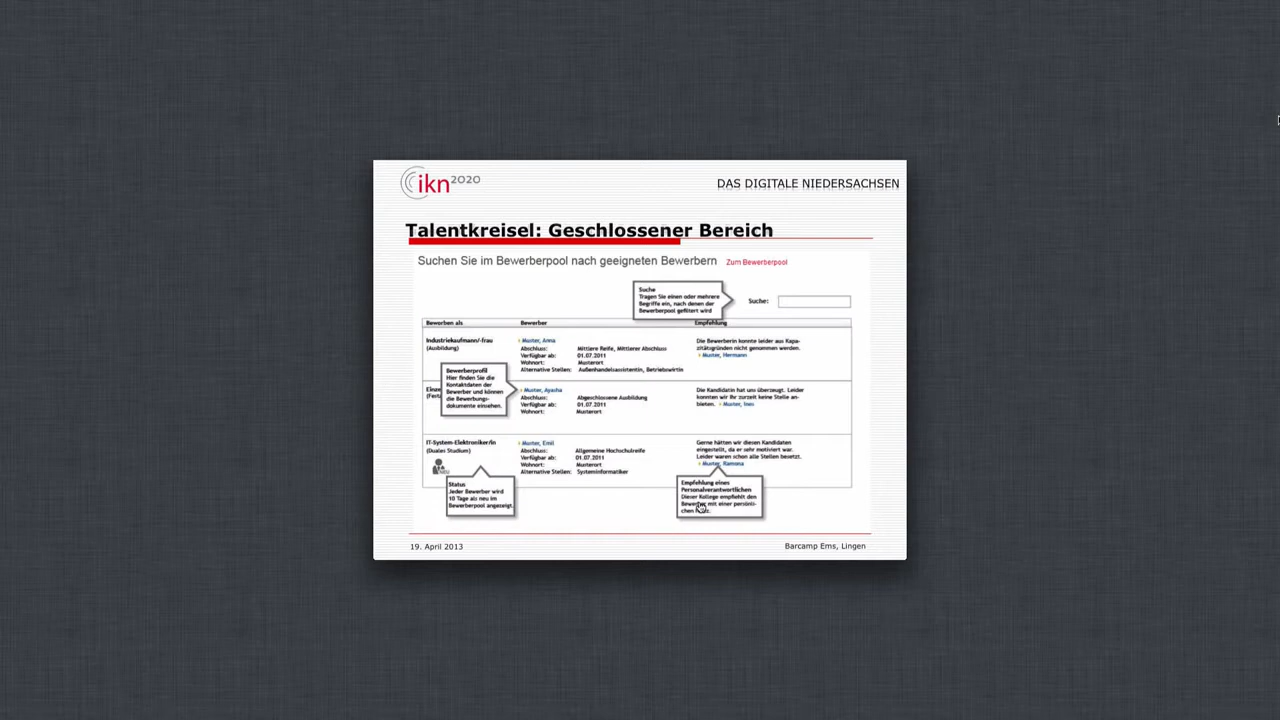 ikn2020
DAS DIGITALE NIEDERSACHSEN
Talentkreisel: Geschlossener Bereich
Suchen Sie im Bewerberpool nach geeigneten Bewerbern Zum Bewerberpool
Suche
Tragen Sie einen oder mehrere
Begriffe ein, nach denen der
Bewerberpool gefiltert wird
Suche:
Beworben als Bewerber Empfehlung
Industriekaufmann/-frau
(Ausbildung)
Muster, Anna
Abschluss: Mittlere Reife, Mittlerer Abschluss
Verfügbar ab: 01.07.2011
Wohnort: Musterort
Alternative Stellen: Außenhandelsassistentin, Betriebswirtin
Die Bewerberin konnte leider aus Kapa-
zitätsgründen nicht genommen werden.
Muster, Hermann
Bewerberprofil
Hier finden Sie die
Kontaktdaten der
Bewerber und können
die Bewerbungs-
dokumente einsehen.
Einze
(Fest
Muster, Ayasha
Abschluss: Abgeschlossene Ausbildung
Verfügbar ab: 01.07.2011
Wohnort: Musterort
Die Kandidatin hat uns überzeugt. Leider
konnten wir ihr zurzeit keine Stelle an-
bieten. Muster, Ines
IT-System-Elektroniker/in
(Duales Studium)
NEU
Muster, Emil
Abschluss: Allgemeine Hochschulreife
Verfügbar ab: 01.07.2011
Wohnort: Musterort
Alternative Stellen: Systeminformatiker
Gerne hätten wir diesen Kandidaten
eingestellt, da er sehr motiviert war.
Leider waren schon alle Stellen besetzt.
Muster, Ramona
Status
Jeder Bewerber wird
10 Tage als neu im
Bewerberpool angezeigt.
Empfehlung eines
Personalverantwortlichen
Dieser Kollege empfiehlt den
Bewerber mit einer persönli-
chen
19. April 2013
Barcamp Ems, Lingen